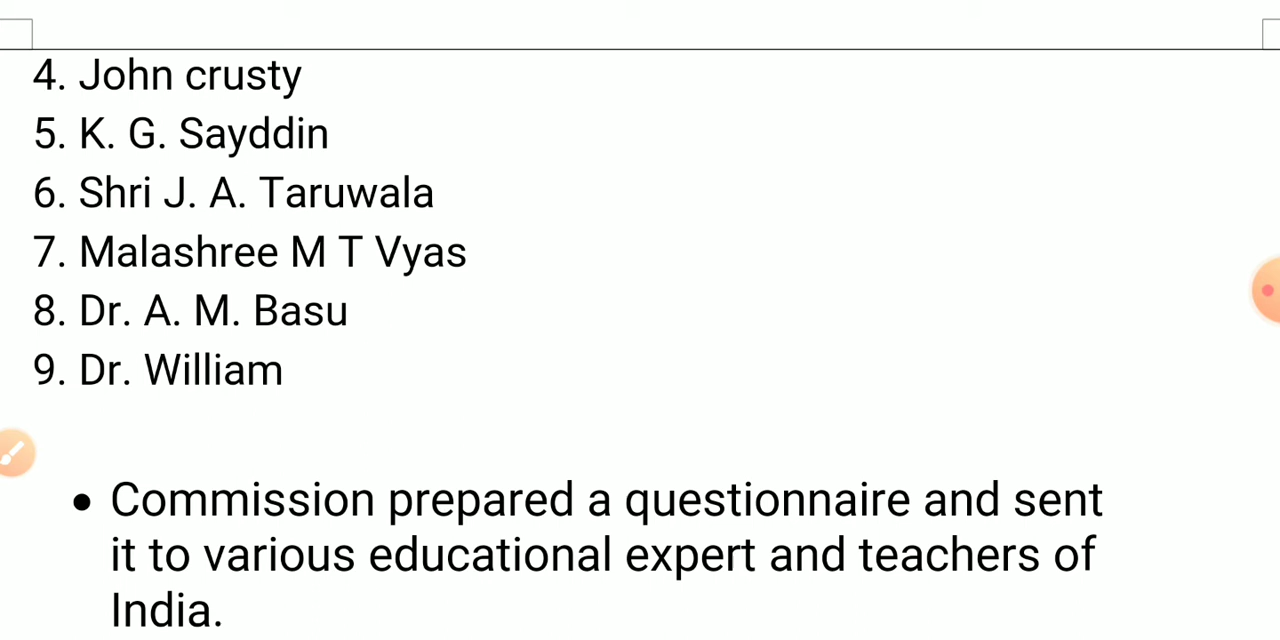 4. John crusty
5. K. G. Sayddin
6. Shri J. A. Taruwala
7. Malashree M T Vyas
8. Dr. A. M. Basu
9. Dr. William
• Commission prepared a questionnaire and sent
it to various educational expert and teachers of
India.